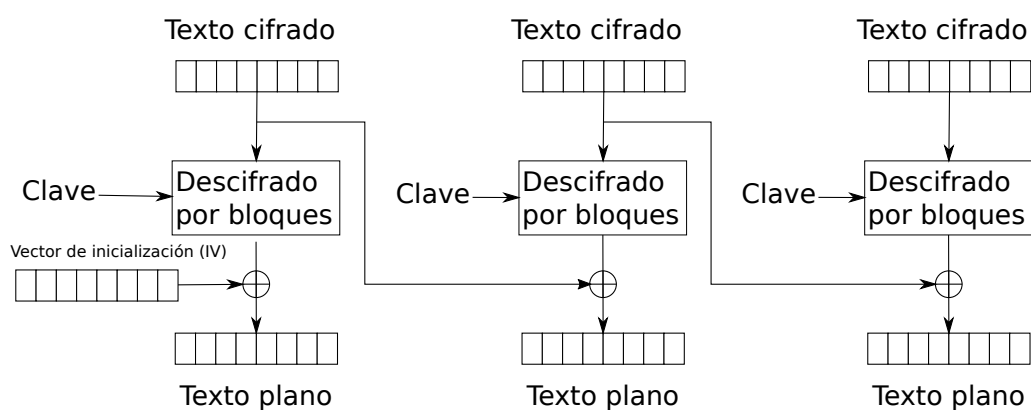 Texto cifrado
Texto cifrado
Texto cifrado
Clave
Descifrado
por bloques
Clave
Descifrado
por bloques
Clave
Descifrado
por bloques
Vector de inicialización (IV)
Texto plano
Texto plano
Texto plano